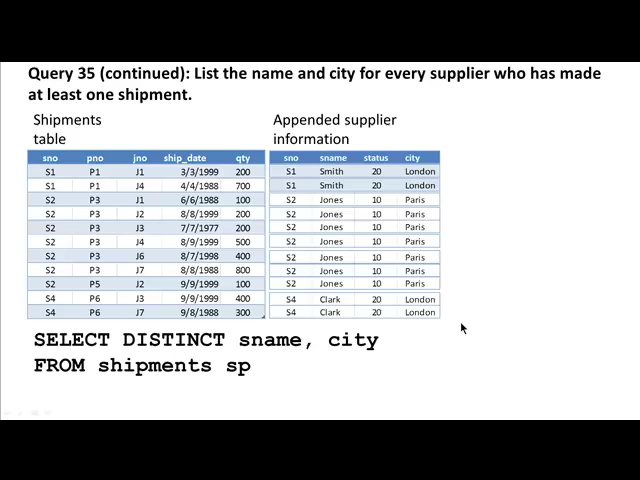 Query 35 (continued): List the name and city for every supplier who has made
at least one shipment.
Shipments
table
Appended supplier
information
sno pno jno ship_date qty
S1 P1 J1 3/3/1999 200
S1 P1 J4 4/4/1988 700
S2 P3 J1 6/6/1988 100
S2 P3 J2 8/8/1999 200
S2 P3 J3 7/7/1977 200
S2 P3 J4 8/9/1999 500
S2 P3 J6 8/7/1998 400
S2 P3 J7 8/8/1988 800
S2 P5 J2 9/9/1999 100
S4 P6 J3 9/9/1999 400
S4 P6 J7 9/8/1988 300
sno sname status city
S1 Smith 20 London
S1 Smith 20 London
S2 Jones 10 Paris
S2 Jones 10 Paris
S2 Jones 10 Paris
S2 Jones 10 Paris
S2 Jones 10 Paris
S2 Jones 10 Paris
S2 Jones 10 Paris
S4 Clark 20 London
S4 Clark 20 London
SELECT DISTINCT sname, city
FROM shipments sp